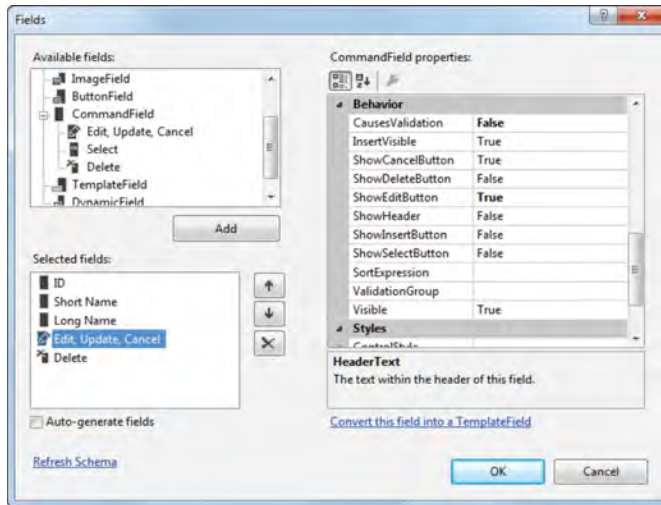 Fields
Available fields:
ImageField
ButtonField
CommandField
Edit, Update, Cancel
Select
Delete
TemplateField
DynamicField
Add
Selected fields:
ID
Short Name
Long Name
Edit, Update, Cancel
Delete
Auto-generate fields
Refresh Schema
CommandField properties:
Behavior
CausesValidation False
InsertVisible True
ShowCancelButton True
ShowDeleteButton False
ShowEditButton True
ShowHeader False
ShowInsertButton False
ShowSelectButton False
SortExpression
ValidationGroup
Visible True
Styles
ControlStyle
HeaderText
The text within the header of this field.
Convert this field into a TemplateField
OK Cancel